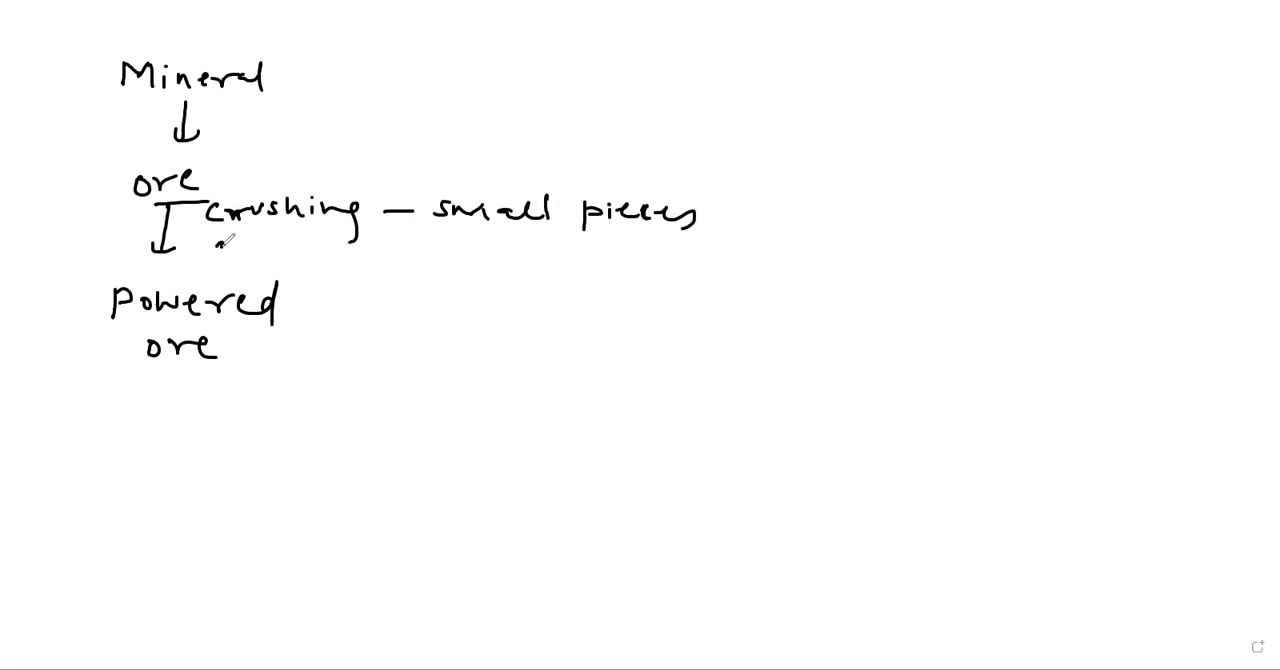 Mineral
ore
crushing - small pieces
powered
ore